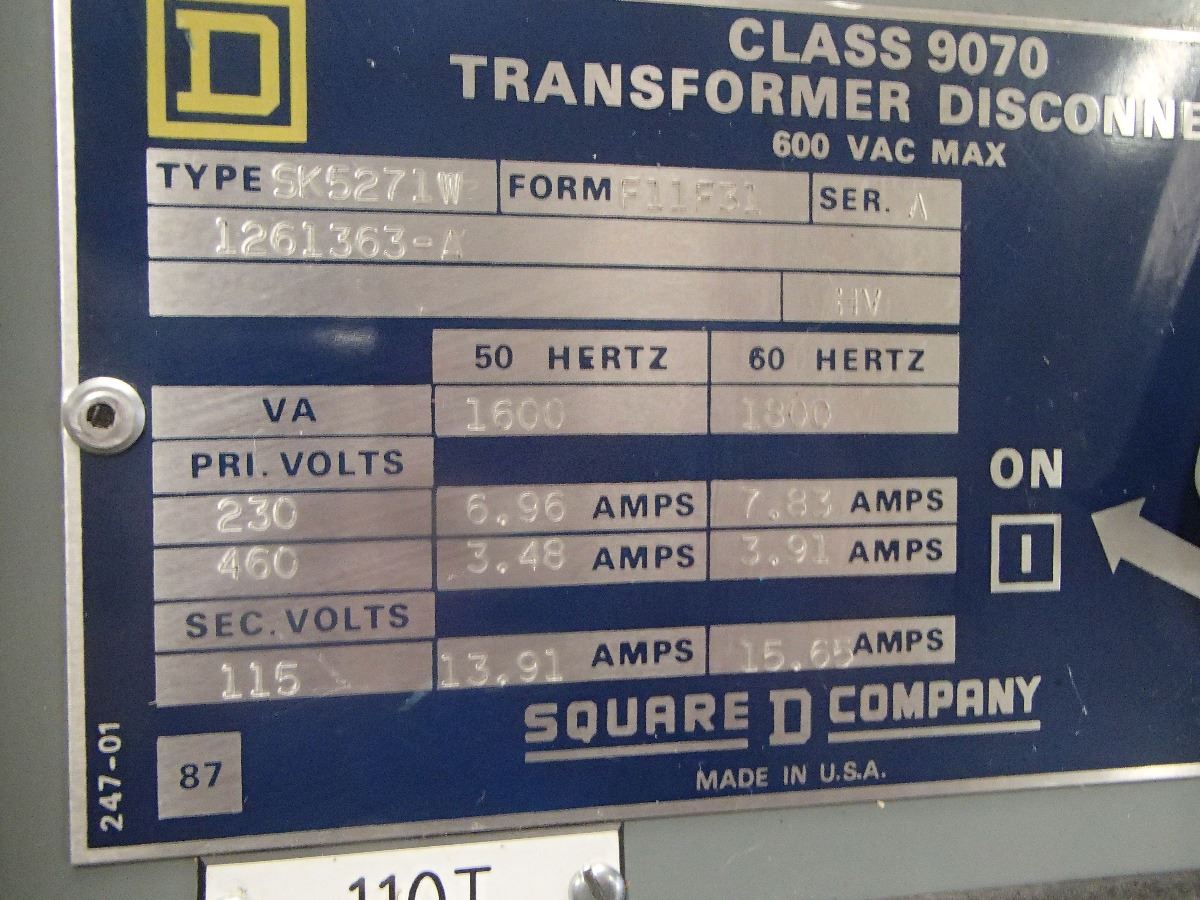 D
CLASS 9070
TRANSFORMER DISCONNE
600 VAC MAX
TYPE SK5271W FORM F11F31 SER. A
1261363-A
HV
50 HERTZ 60 HERTZ
VA 1600 1800
PRI. VOLTS
230 6.96 AMPS 7.83 AMPS
460 3.48 AMPS 3.91 AMPS
SEC. VOLTS
115 13.91 AMPS 15.65 AMPS
ON
I
SQUARE D COMPANY
MADE IN U.S.A.
87
247-01
110T